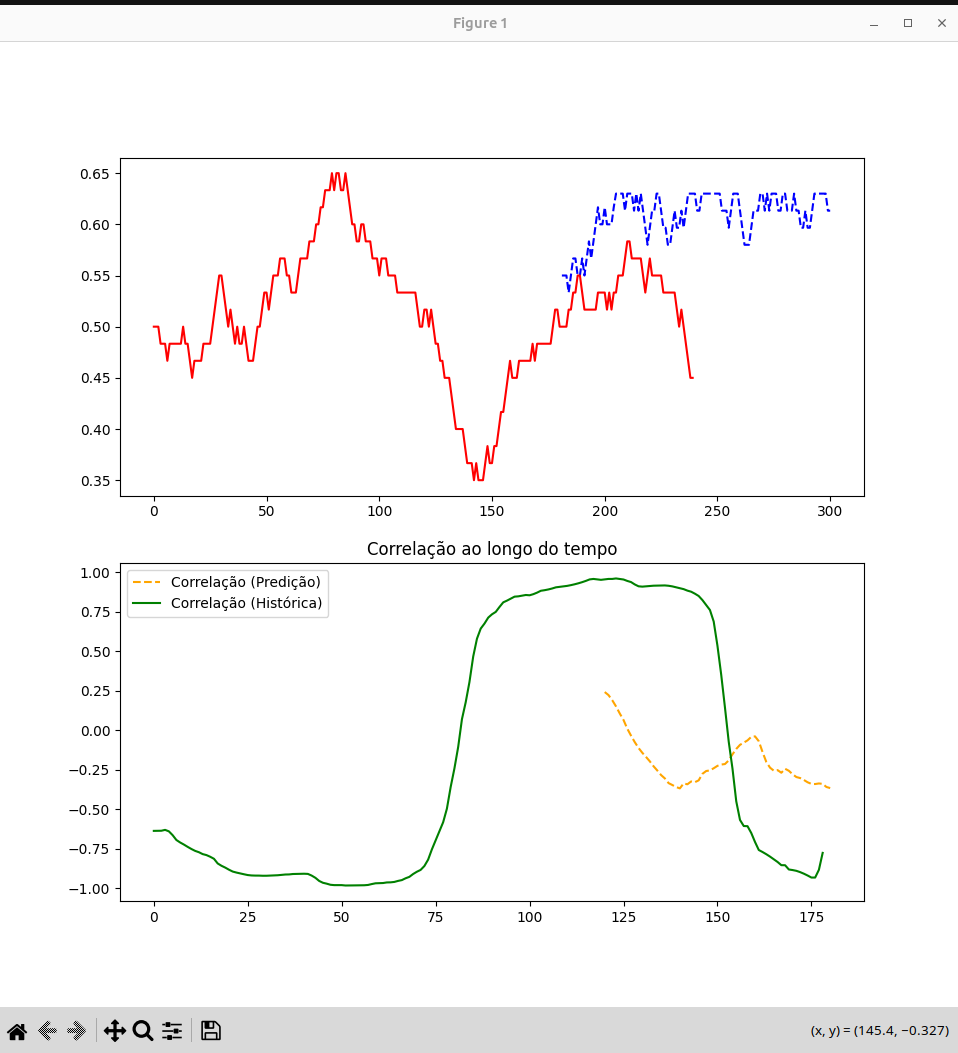 Figure 1
0.65
0.60
0.55
0.50
0.45
0.40
0.35
0 50 100 150 200 250 300
Correlação ao longo do tempo
Correlação (Predição)
Correlação (Histórica)
1.00
0.75
0.50
0.25
0.00
−0.25
−0.50
−0.75
−1.00
0 25 50 75 100 125 150 175
(x, y) = (145.4, −0.327)